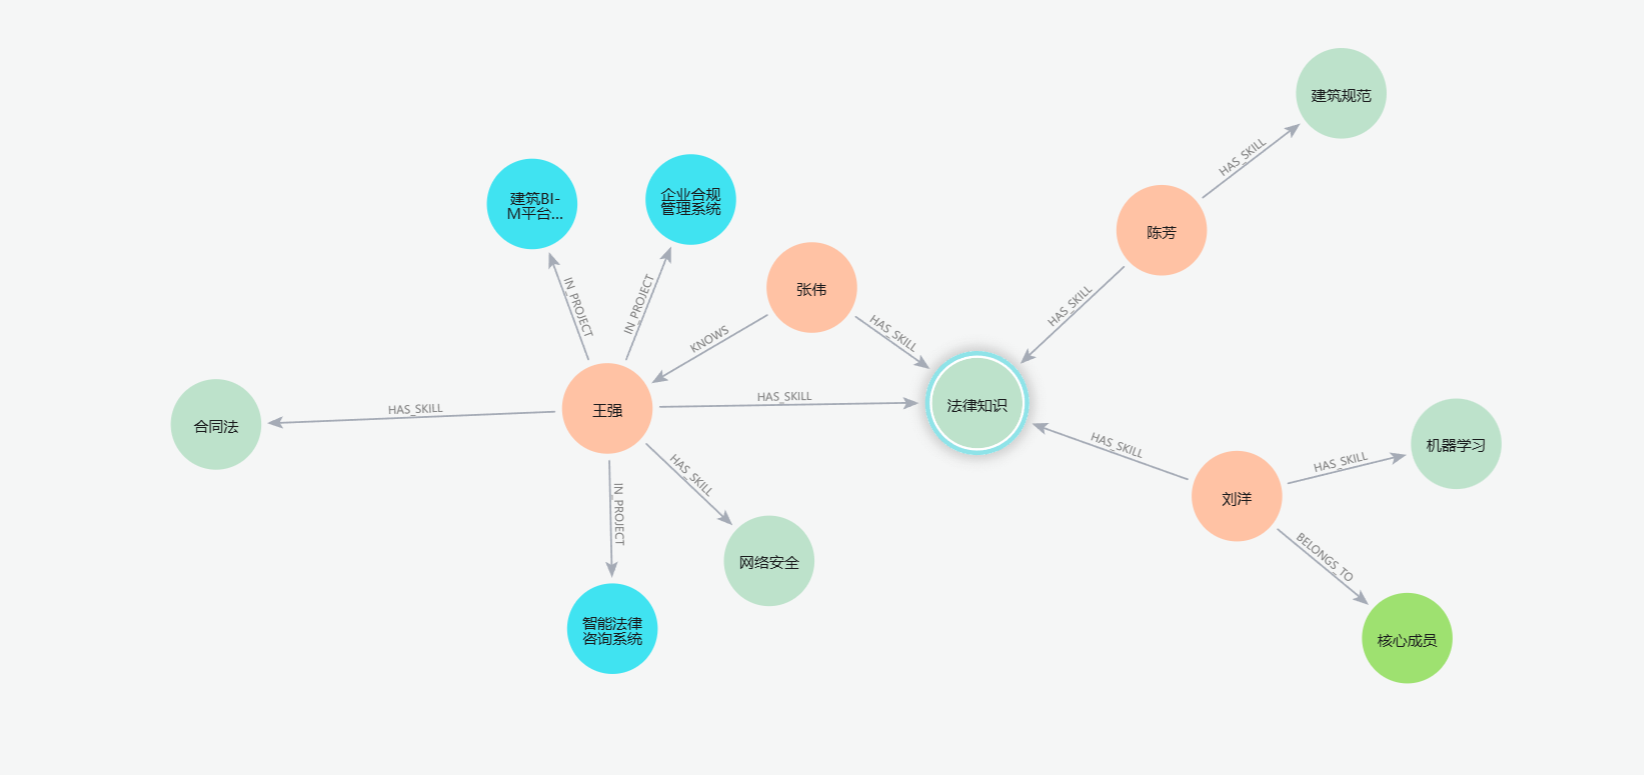 建筑规范
HAS_SKILL
陈芳
HAS_SKILL
建筑BI-
M平台...
企业合规
管理系统
IN_PROJECT
IN_PROJECT
张伟
KNOWS
HAS_SKILL
合同法
HAS_SKILL
王强
HAS_SKILL
法律知识
HAS_SKILL
IN_PROJECT
网络安全
智能法律
咨询系统
HAS_SKILL
刘洋
HAS_SKILL
机器学习
BELONGS_TO
核心成员